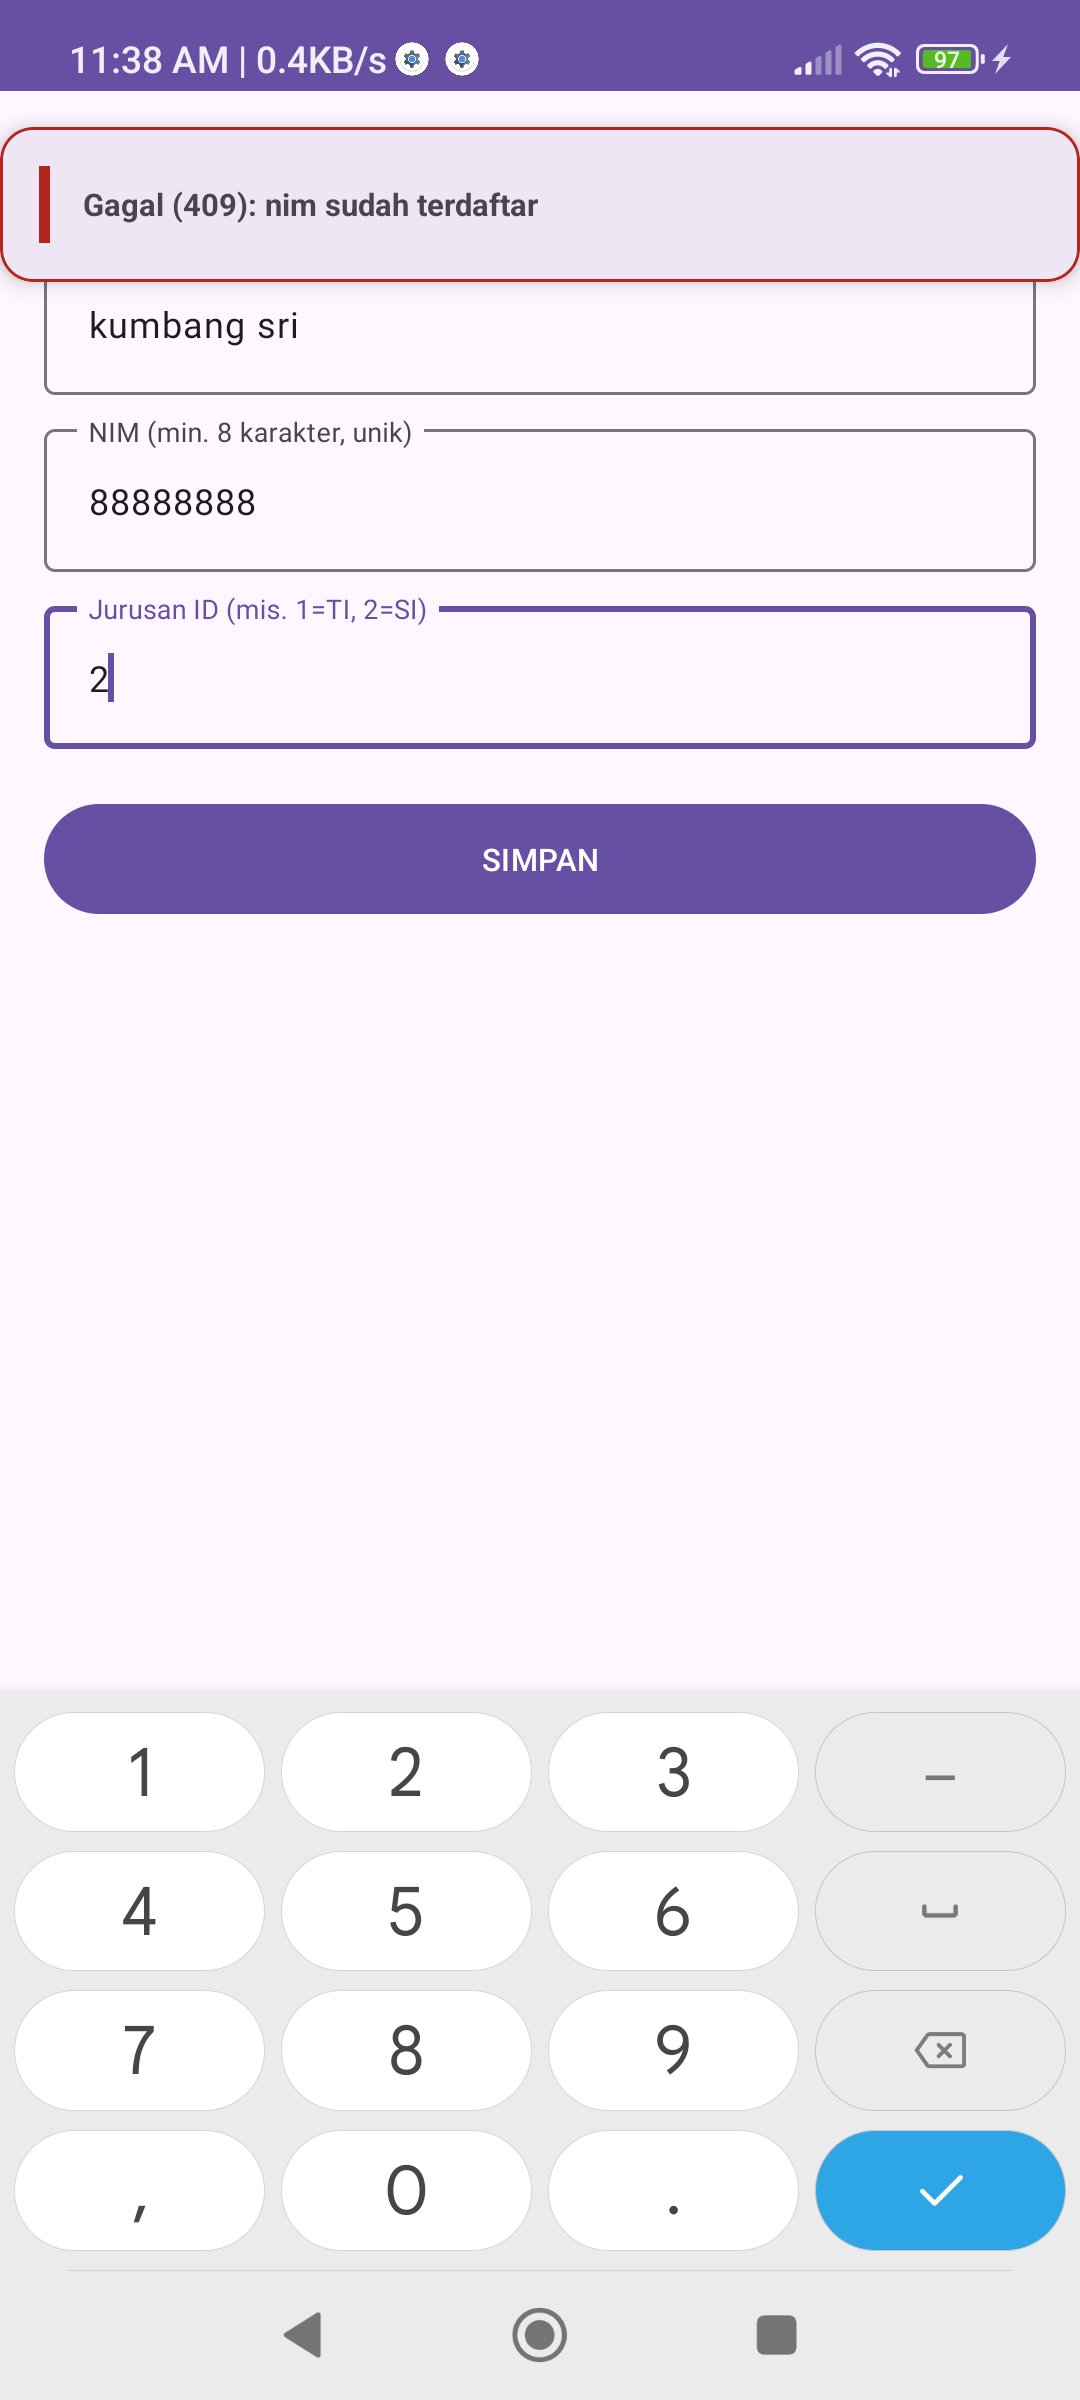 11:38 AM | 0.4KB/s
97
Gagal (409): nim sudah terdaftar
kumbang sri
NIM (min. 8 karakter, unik)
88888888
Jurusan ID (mis. 1=TI, 2=SI)
2
SIMPAN
1 2 3 –
4 5 6
7 8 9
, 0 .